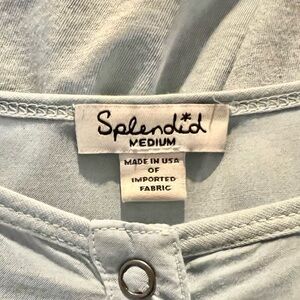 Splendid
MEDIUM
MADE IN USA
OF
IMPORTED
FABRIC